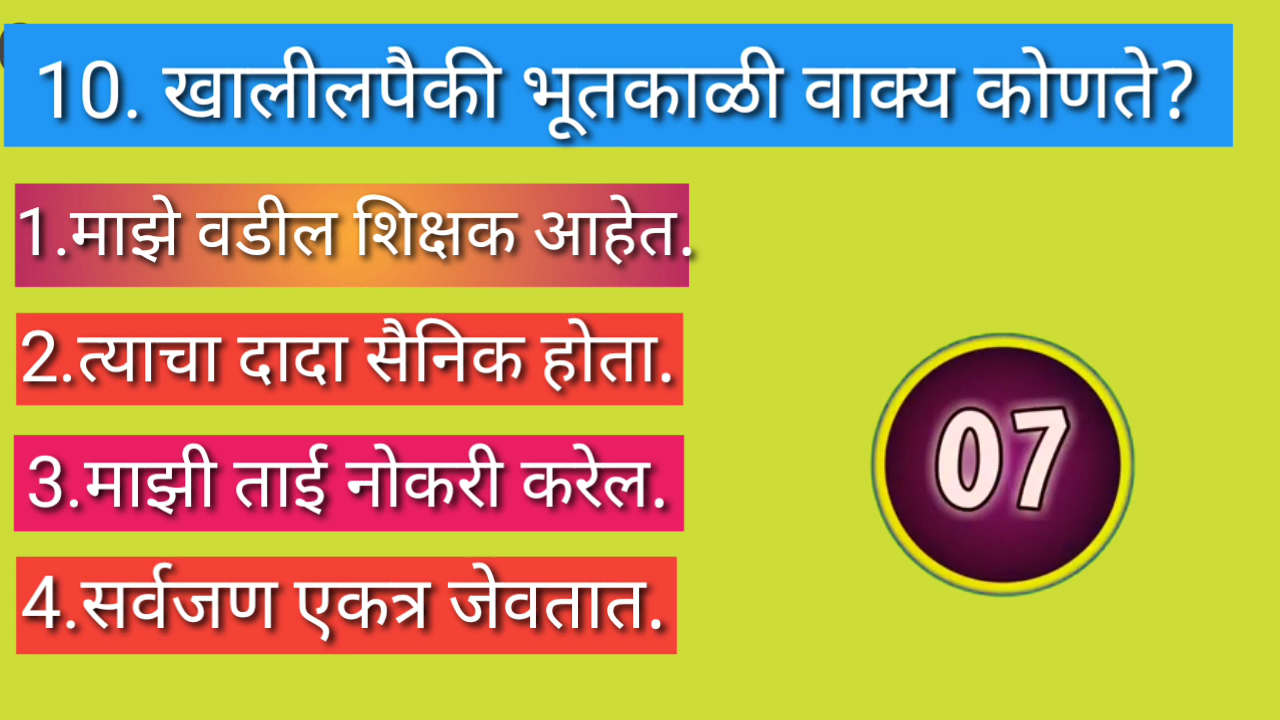 10. खालीलपैकी भूतकाळी वाक्य कोणते?
1.माझे वडील शिक्षक आहेत.
2.त्याचा दादा सैनिक होता.
3.माझी ताई नोकरी करेल.
4.सर्वजण एकत्र जेवतात.
07